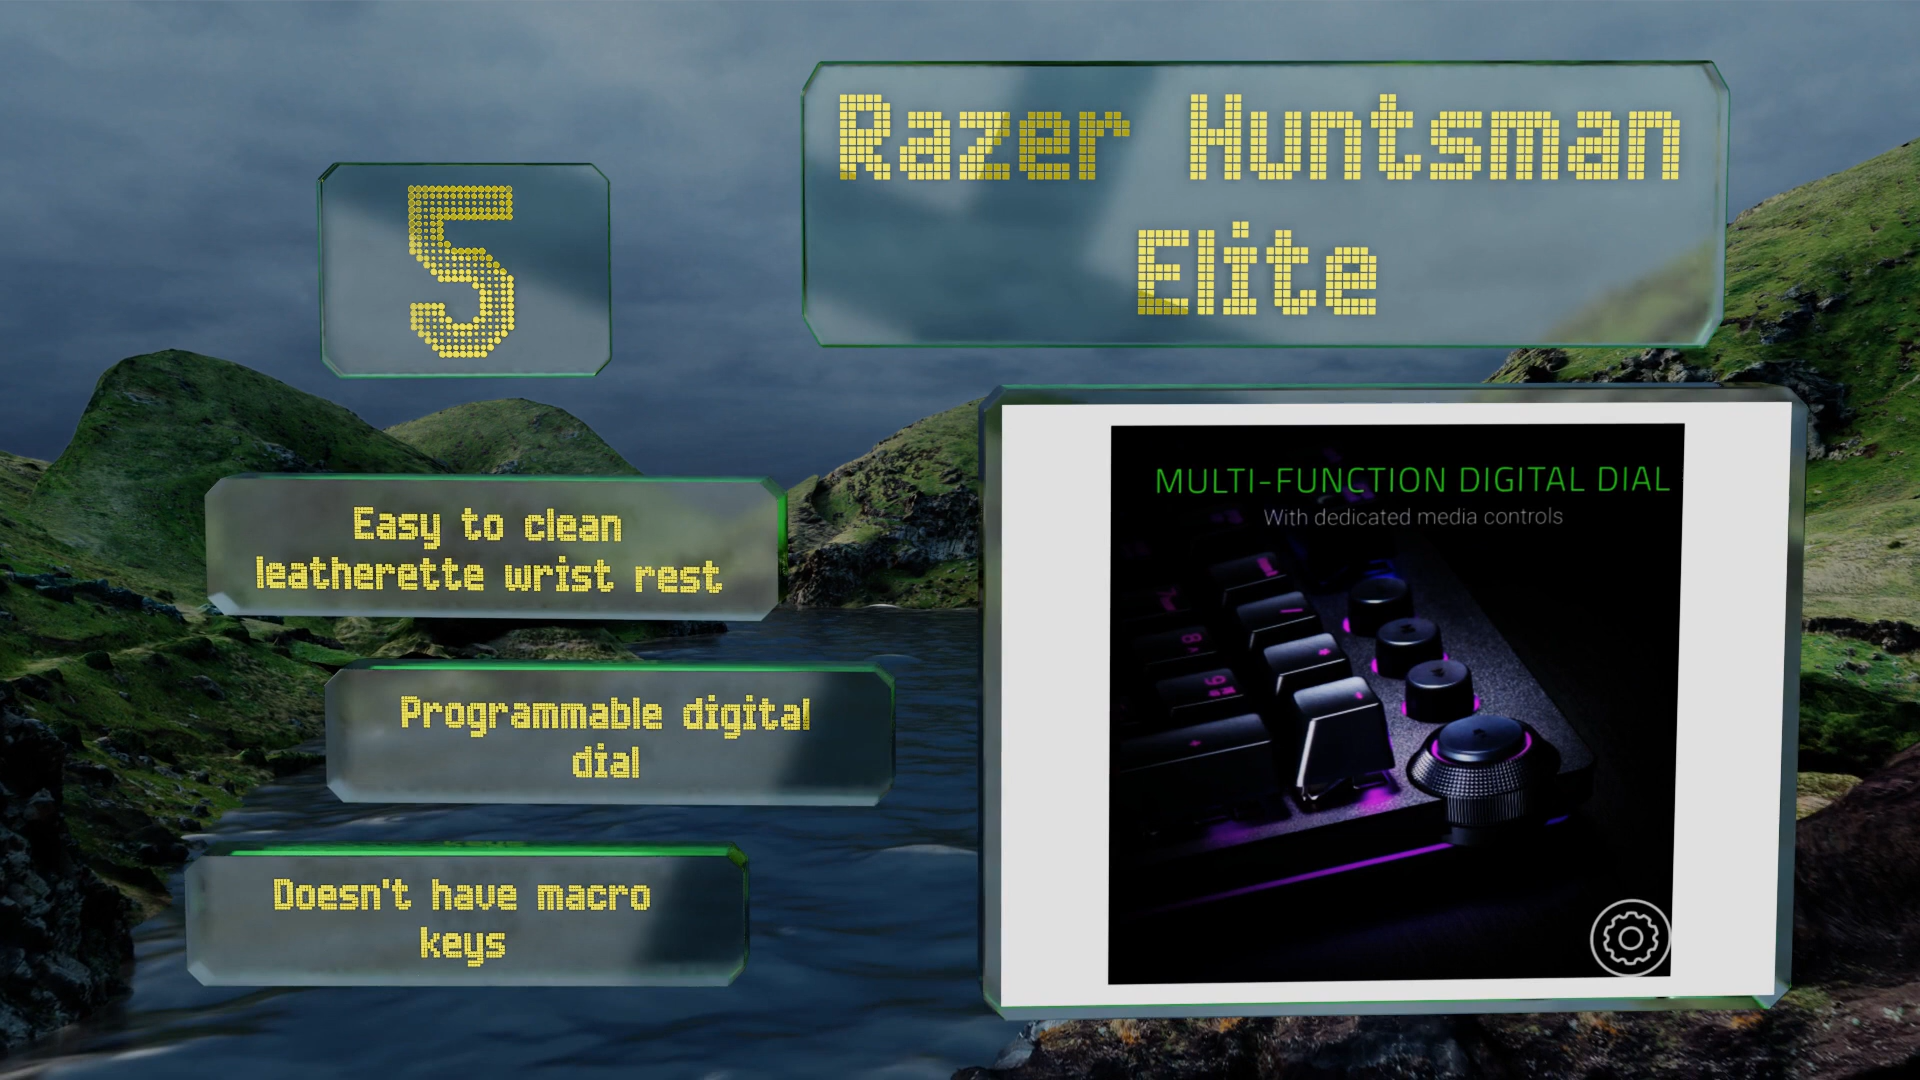 5
Razer Huntsman
Elite
Easy to clean
leatherette wrist rest
Programmable digital
dial
Doesn't have macro
keys
MULTI-FUNCTION DIGITAL DIAL
With dedicated media controls